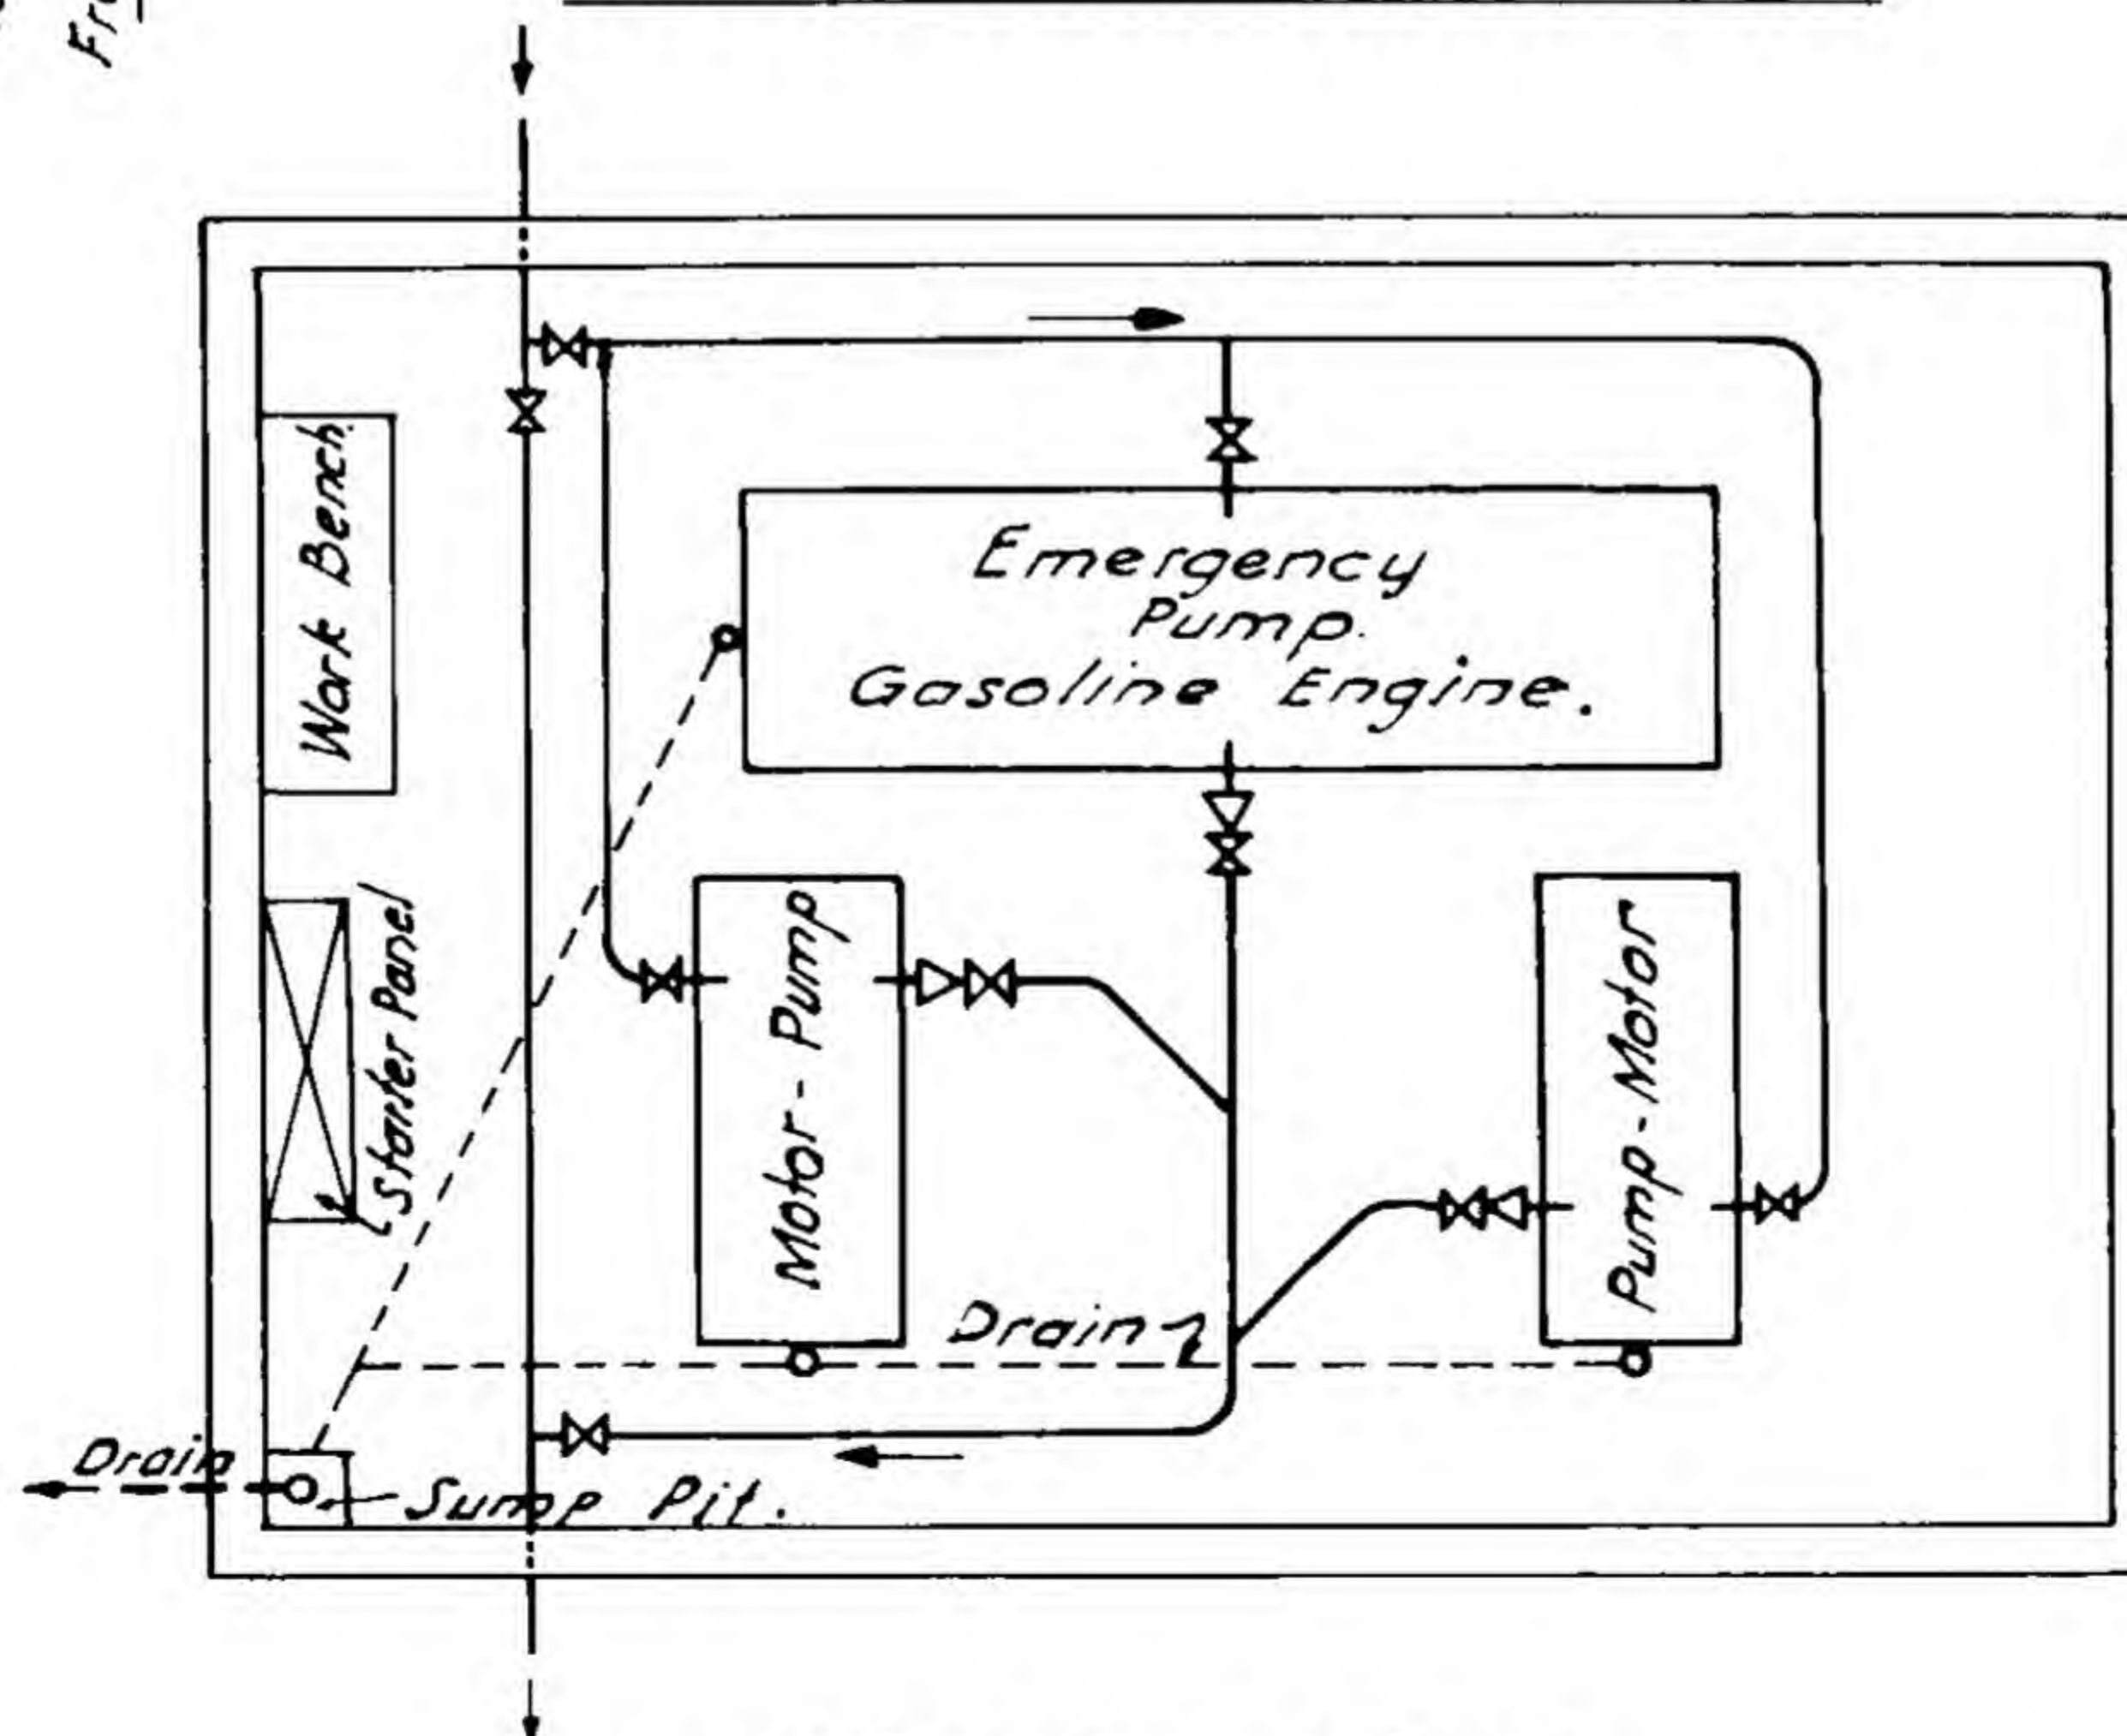 Work Bench.
Emergency
Pump.
Gasoline Engine.
Starter Panel
Motor-Pump
Pump-Motor
Drain
Drain
Sump Pit.